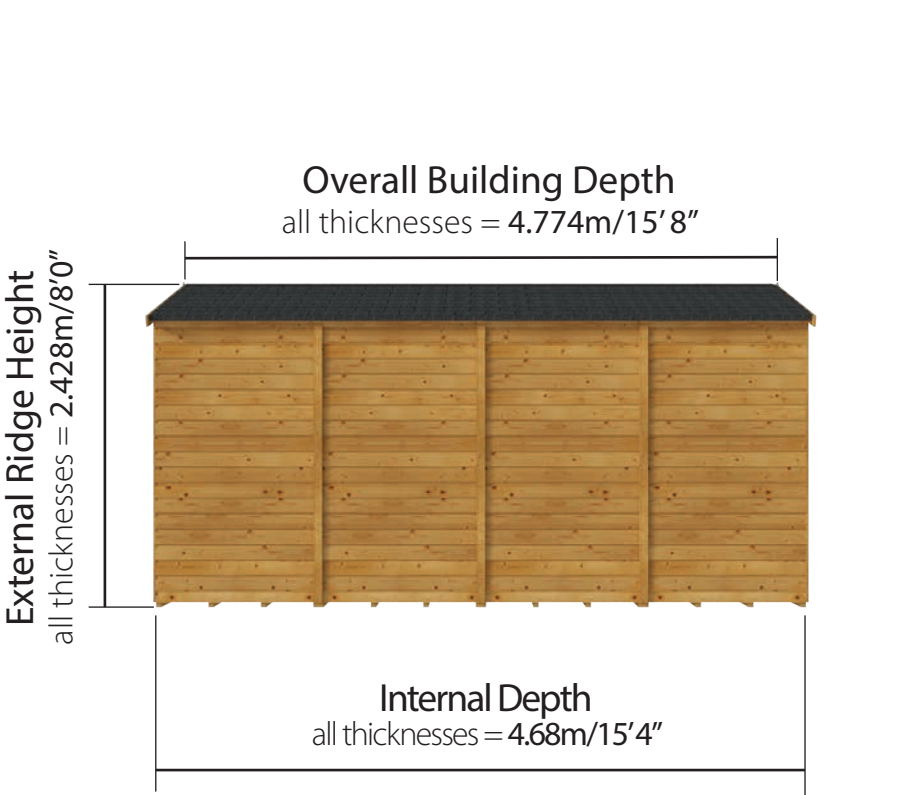 Overall Building Depth
all thicknesses = 4.774m/15’ 8”
External Ridge Height
all thicknesses = 2.428m/8’0”
Internal Depth
all thicknesses = 4.68m/15’4”